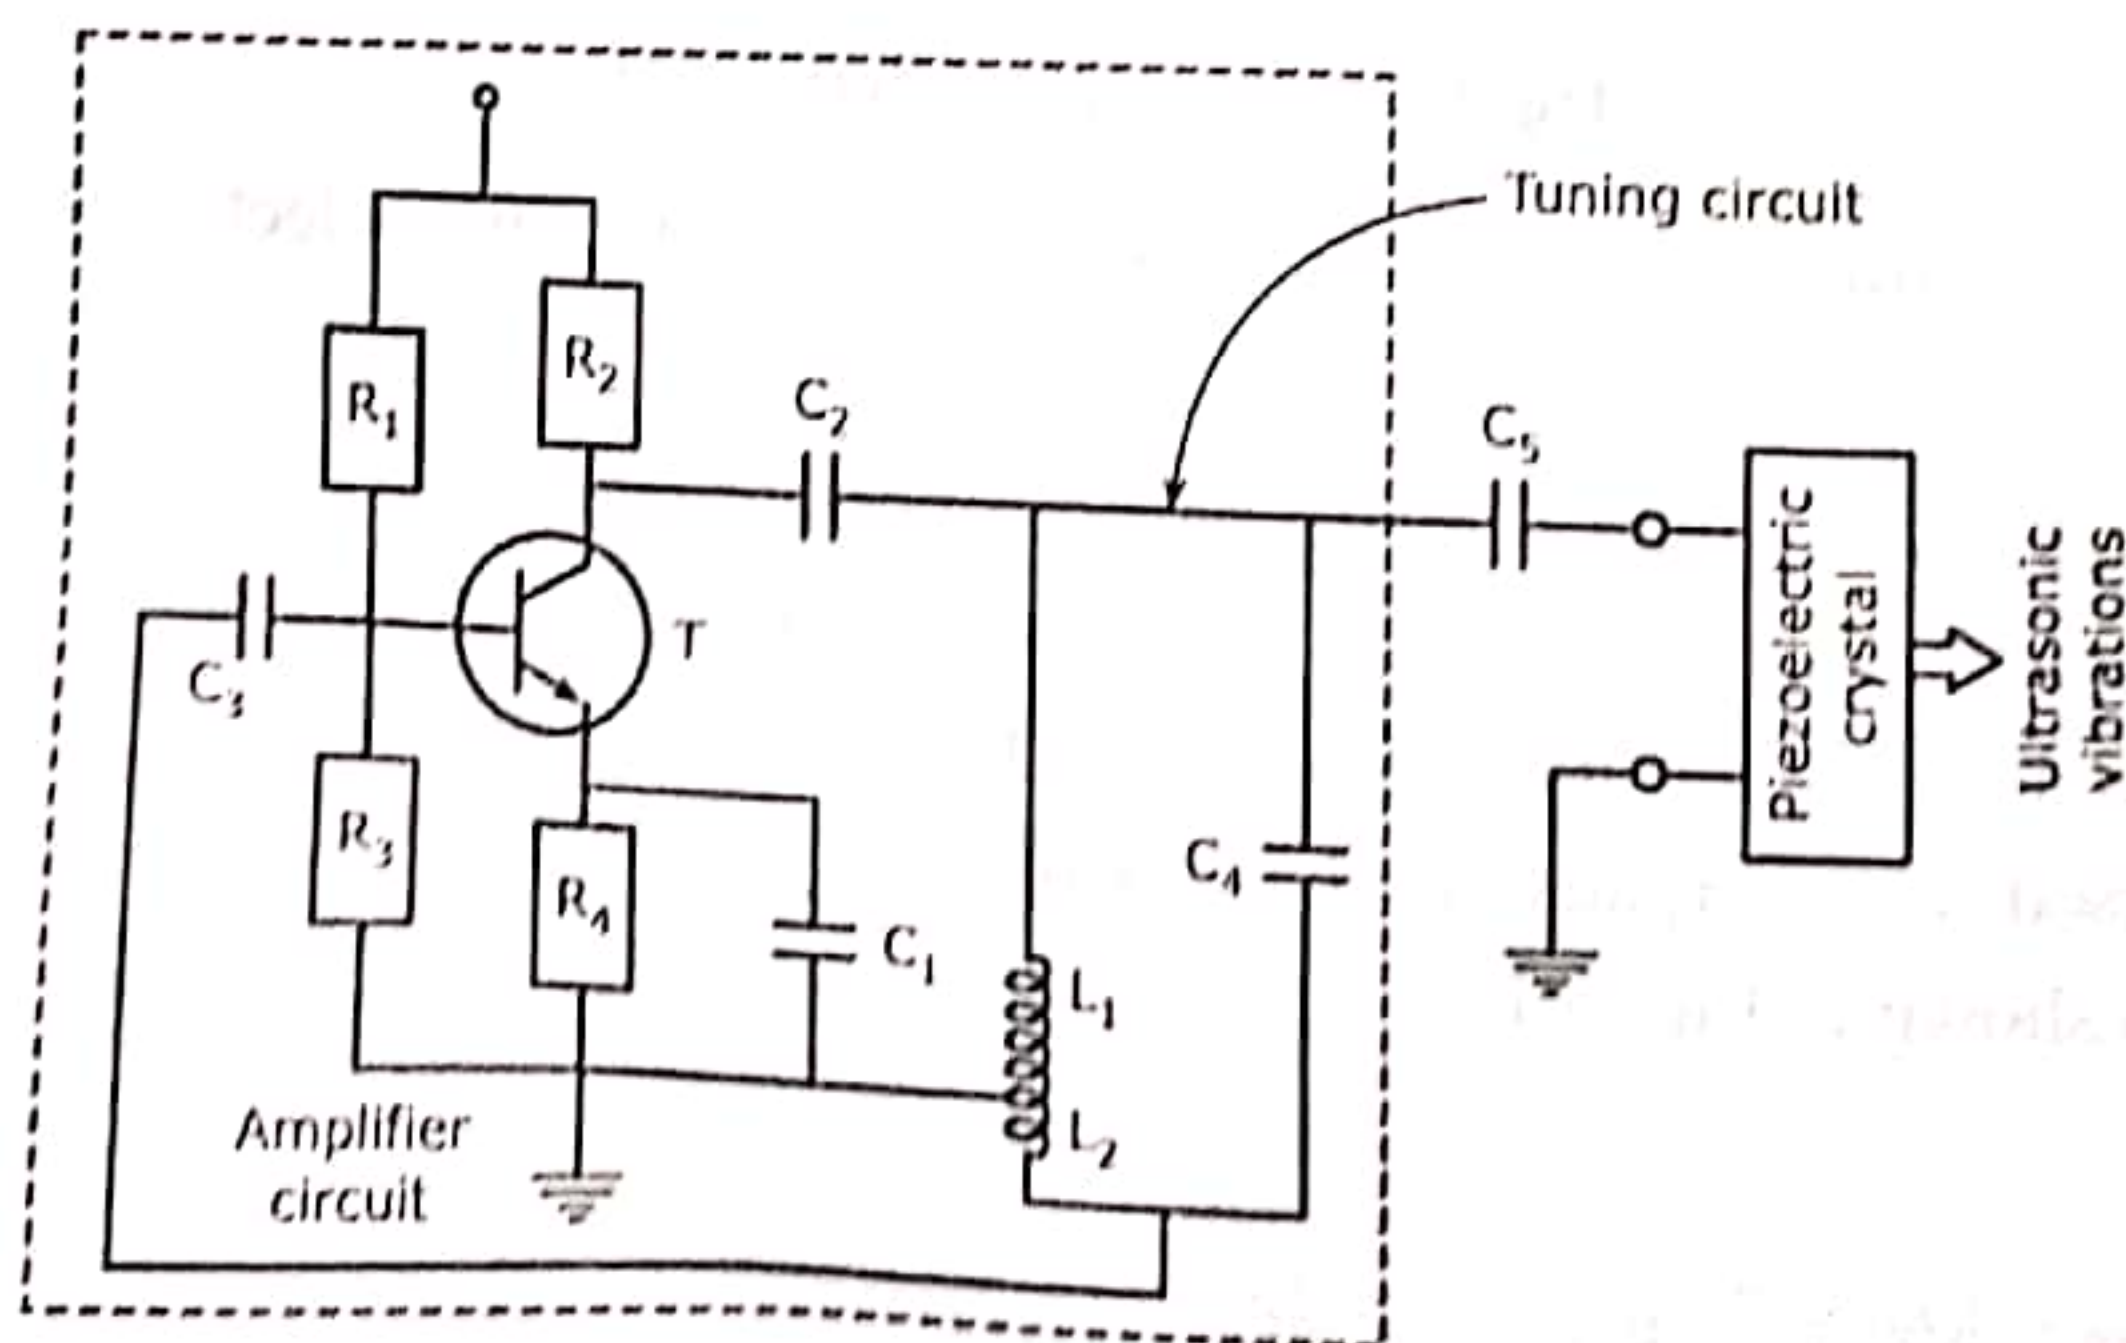 Tuning circuit
R₁
R₂
C₂
C₅
C₃
T
R₃
R₄
C₁
C₄
L₁
L₂
Amplifier
circuit
Piezoelectric
crystal
Ultrasonic
vibrations